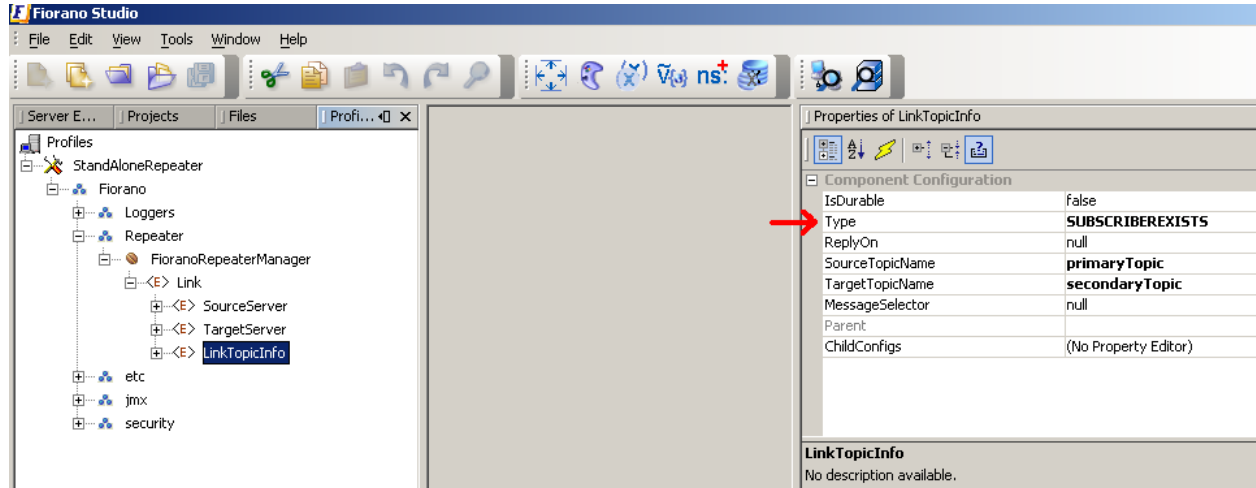 Fiorano Studio
File Edit View Tools Window Help
ns:
Server E... Projects Files Profi...
Profiles
StandAloneRepeater
Fiorano
Loggers
Repeater
FioranoRepeaterManager
<E> Link
<E> SourceServer
<E> TargetServer
<E> LinkTopicInfo
etc
jmx
security
Properties of LinkTopicInfo
Component Configuration
IsDurable false
Type SUBSCRIBEREXISTS
ReplyOn null
SourceTopicName primaryTopic
TargetTopicName secondaryTopic
MessageSelector null
Parent
ChildConfigs (No Property Editor)
LinkTopicInfo
No description available.